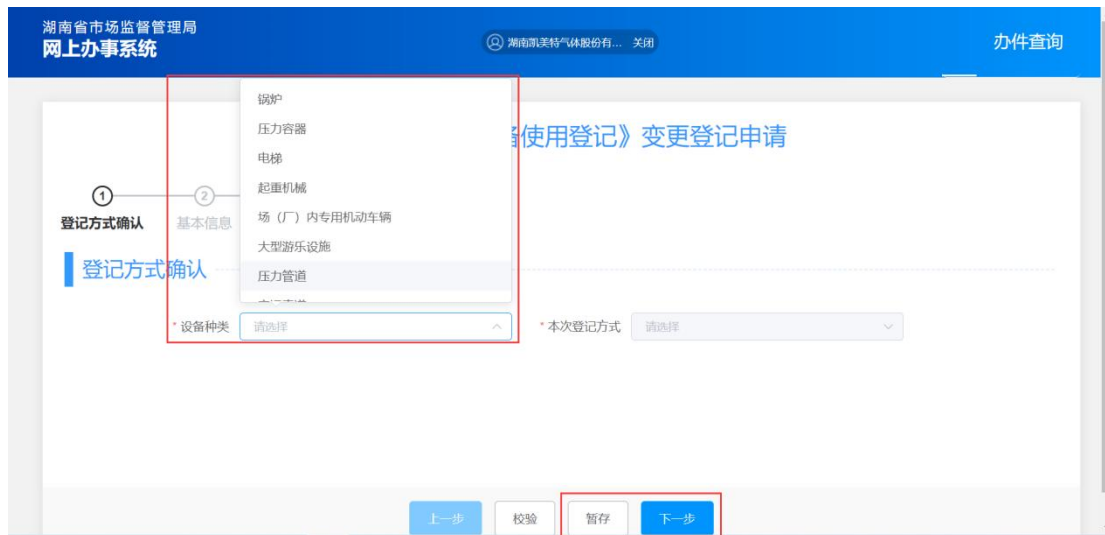 湖南省市场监督管理局
网上办事系统
湖南凯美特气体股份有... 关闭
办件查询
使用登记》变更登记申请
1
2
登记方式确认
基本信息
登记方式确认
锅炉
压力容器
电梯
起重机械
场（厂）内专用机动车辆
大型游乐设施
压力管道
* 设备种类 请选择
* 本次登记方式 请选择
上一步 校验 暂存 下一步